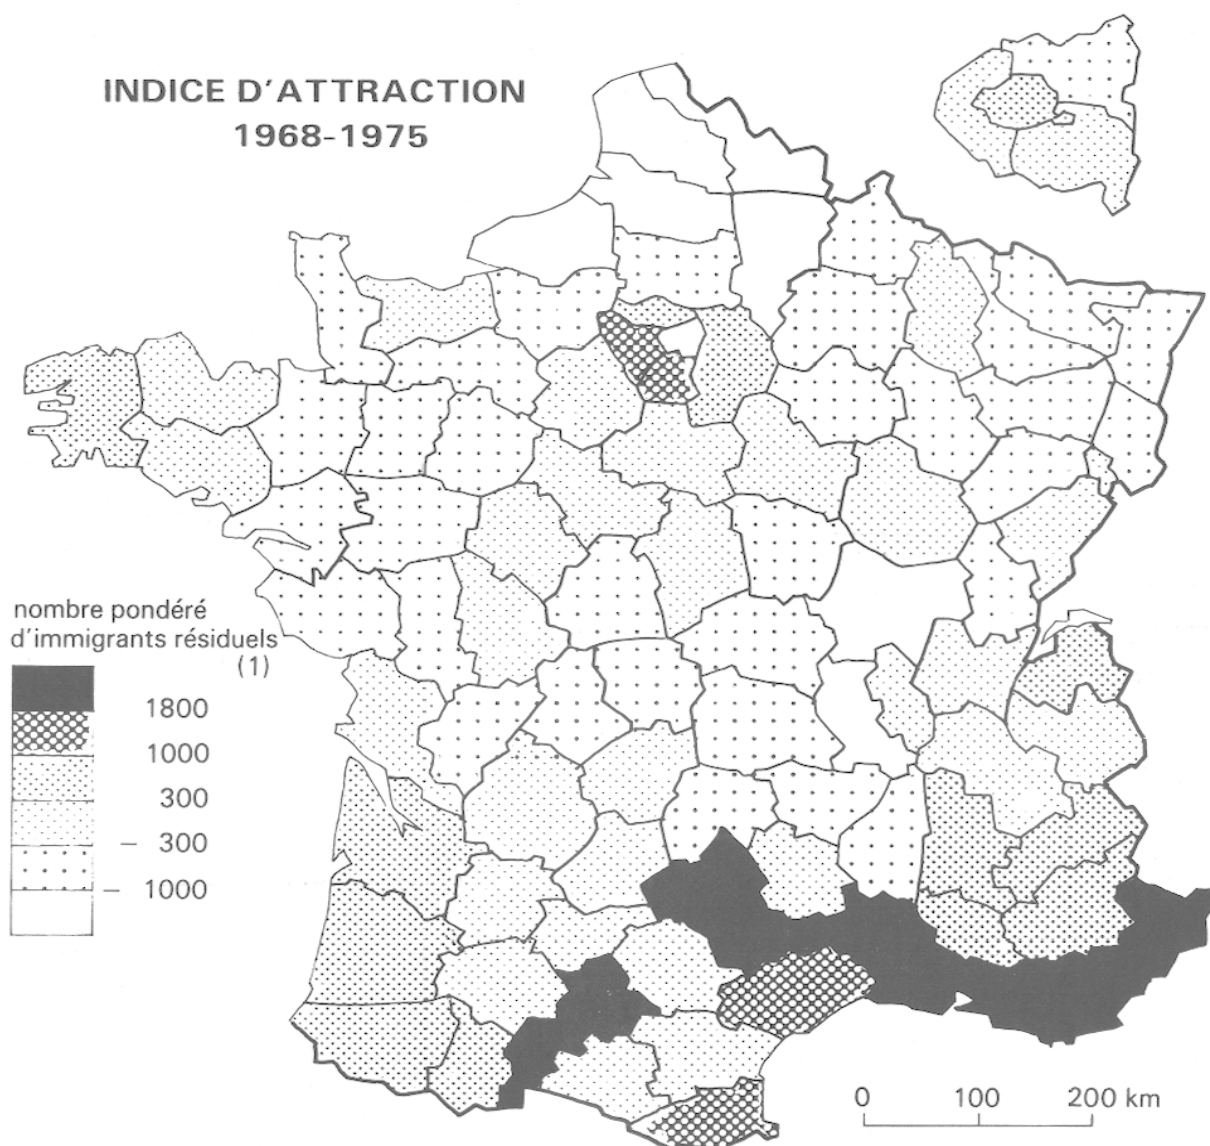 INDICE D'ATTRACTION
1968-1975
nombre pondéré
d'immigrants résiduels
(1)
1800
1000
300
– 300
– 1000
0 100 200 km